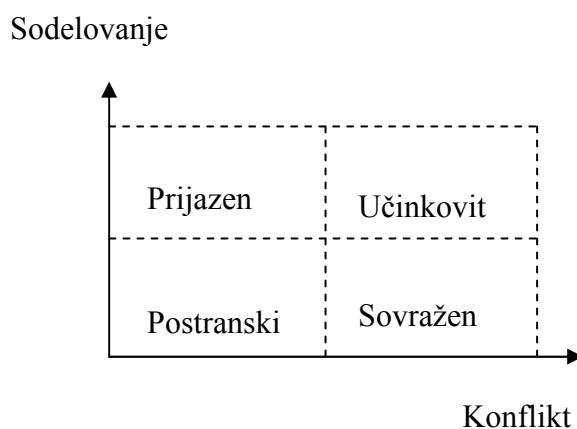 Sodelovanje
Prijazen
Učinkovit
Postranski
Sovražen
Konflikt